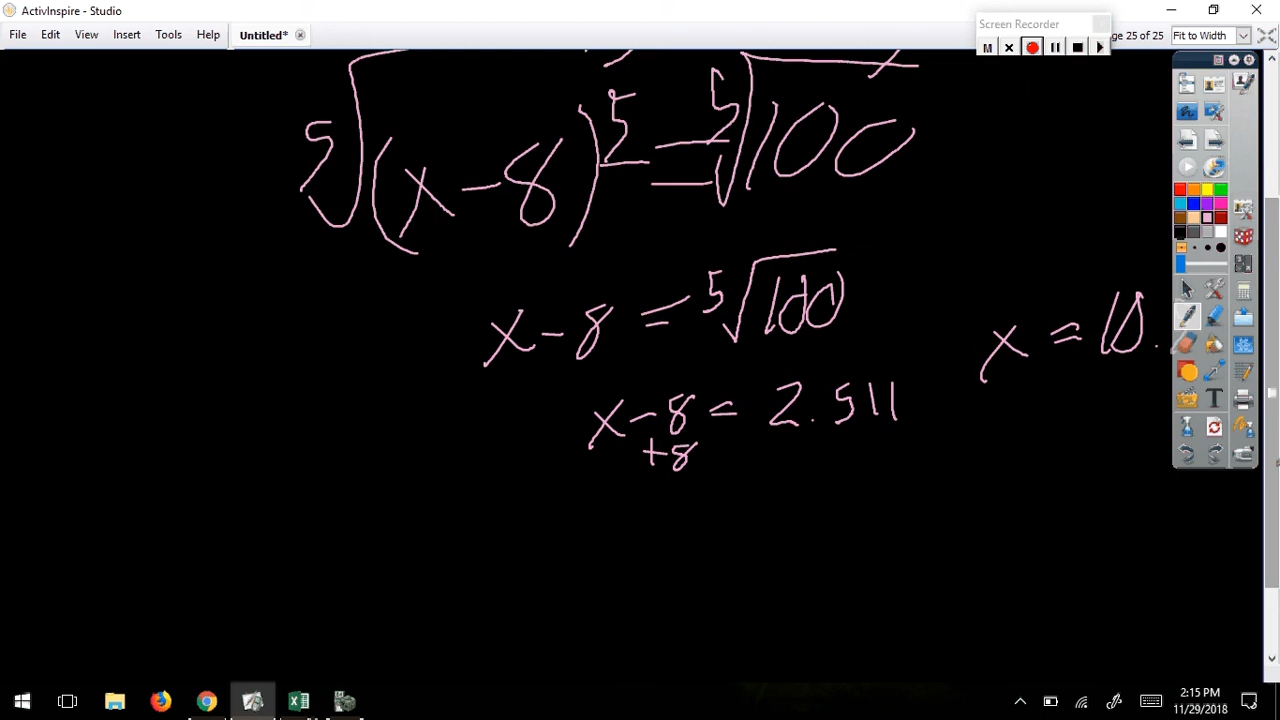 ActivInspire - Studio
File Edit View Insert Tools Help Untitled*
Screen Recorder
M
ge 25 of 25 Fit to Width
⁵√(x-8)⁵ = ⁵√100
x-8 = ⁵√100
x = 10.
x-8 = 2.511
+8
T
2:15 PM
11/29/2018